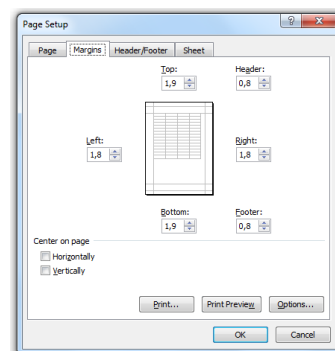 Page Setup
Page Margins Header/Footer Sheet
Top: Header:
1,9 0,8
Left: Right:
1,8 1,8
Bottom: Footer:
1,9 0,8
Center on page
Horizontally
Vertically
Print... Print Preview Options...
OK Cancel